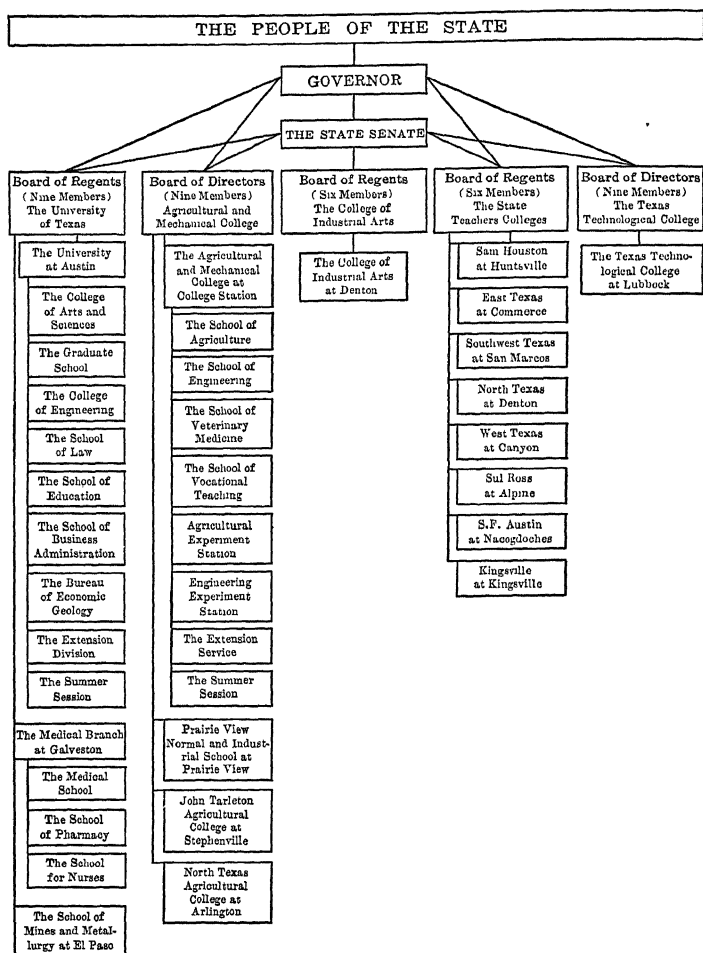 THE PEOPLE OF THE STATE
GOVERNOR
THE STATE SENATE
Board of Regents
(Nine Members)
The University
of Texas
The University
at Austin
The College
of Arts and
Sciences
The Graduate
School
The College
of Engineering
The School
of Law
The School of
Education
The School of
Business
Administration
The Bureau
of Economic
Geology
The Extension
Division
The Summer
Session
The Medical Branch
at Galveston
The Medical
School
The School
of Pharmacy
The School
for Nurses
The School of
Mines and Metal-
lurgy at El Paso
Board of Directors
(Nine Members)
Agricultural and
Mechanical College
The Agricultural
and Mechanical
College at
College Station
The School of
Agriculture
The School of
Engineering
The School of
Veterinary
Medicine
The School of
Vocational
Teaching
Agricultural
Experiment
Station
Engineering
Experiment
Station
The Extension
Service
The Summer
Session
Prairie View
Normal and Indust-
rial School at
Prairie View
John Tarleton
Agricultural
College at
Stephenville
North Texas
Agricultural
College at
Arlington
Board of Regents
(Six Members)
The College of
Industrial Arts
The College of
Industrial Arts
at Denton
Board of Regents
(Six Members)
The State
Teachers Colleges
Sam Houston
at Huntsville
East Texas
at Commerce
Southwest Texas
at San Marcos
North Texas
at Denton
West Texas
at Canyon
Sul Ross
at Alpine
S.F. Austin
at Nacogdoches
Kingsville
at Kingsville
Board of Directors
(Nine Members)
The Texas
Technological College
The Texas Techno-
logical College
at Lubbock